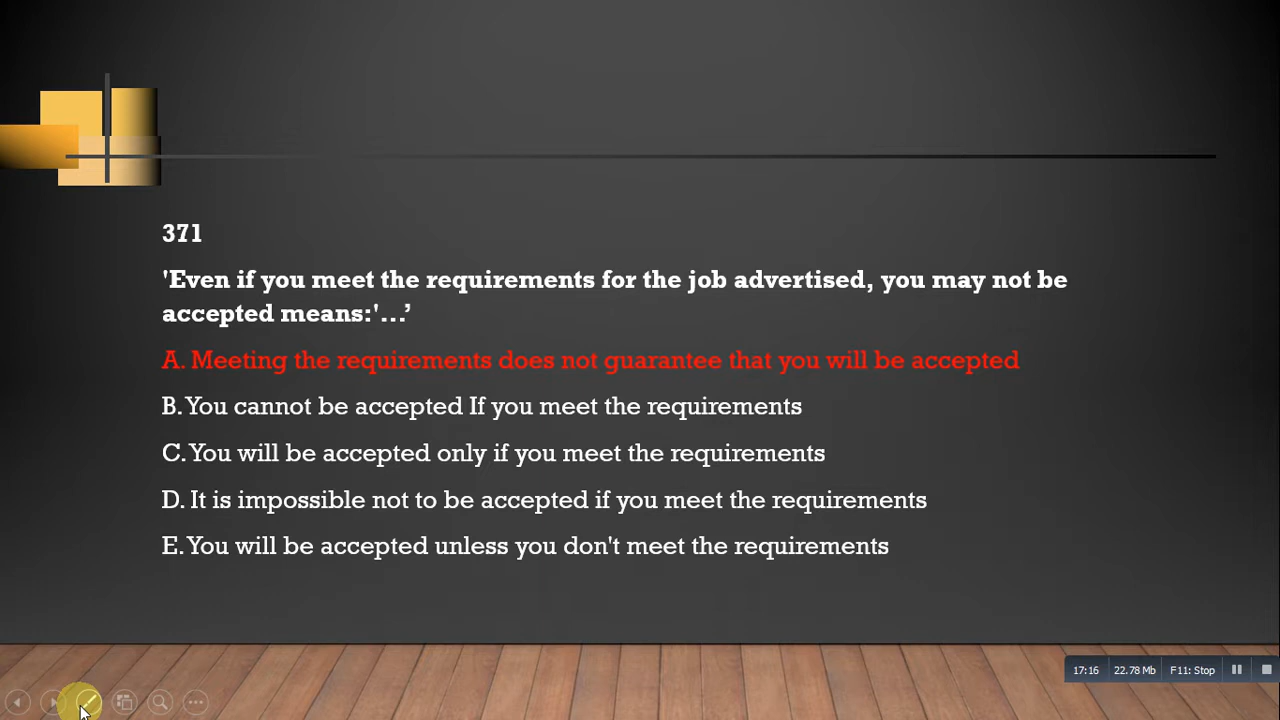 371
'Even if you meet the requirements for the job advertised, you may not be
accepted means:'...’
A. Meeting the requirements does not guarantee that you will be accepted
B. You cannot be accepted If you meet the requirements
C. You will be accepted only if you meet the requirements
D. It is impossible not to be accepted if you meet the requirements
E. You will be accepted unless you don't meet the requirements
17:16 22.78 Mb F11: Stop